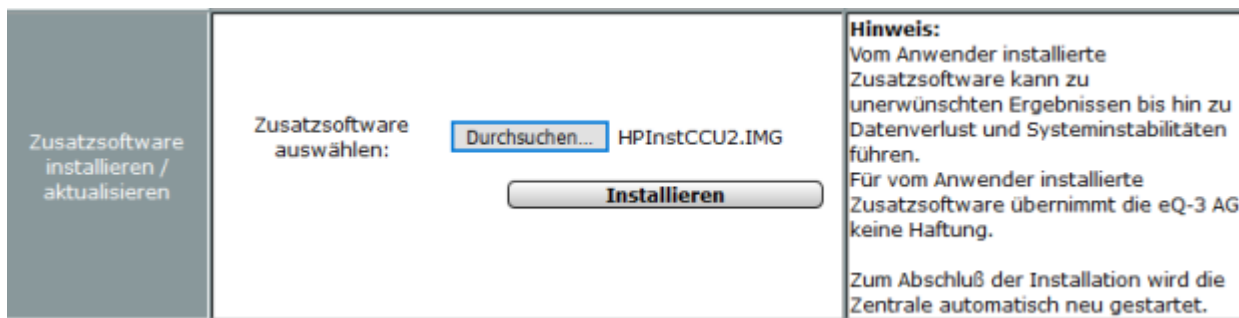 Zusatzsoftware
installieren /
aktualisieren
Zusatzsoftware
auswählen:
Durchsuchen... HPInstCCU2.IMG
Installieren
Hinweis:
Vom Anwender installierte
Zusatzsoftware kann zu
unerwünschten Ergebnissen bis hin zu
Datenverlust und Systeminstabilitäten
führen.
Für vom Anwender installierte
Zusatzsoftware übernimmt die eQ-3 AG
keine Haftung.
Zum Abschluß der Installation wird die
Zentrale automatisch neu gestartet.